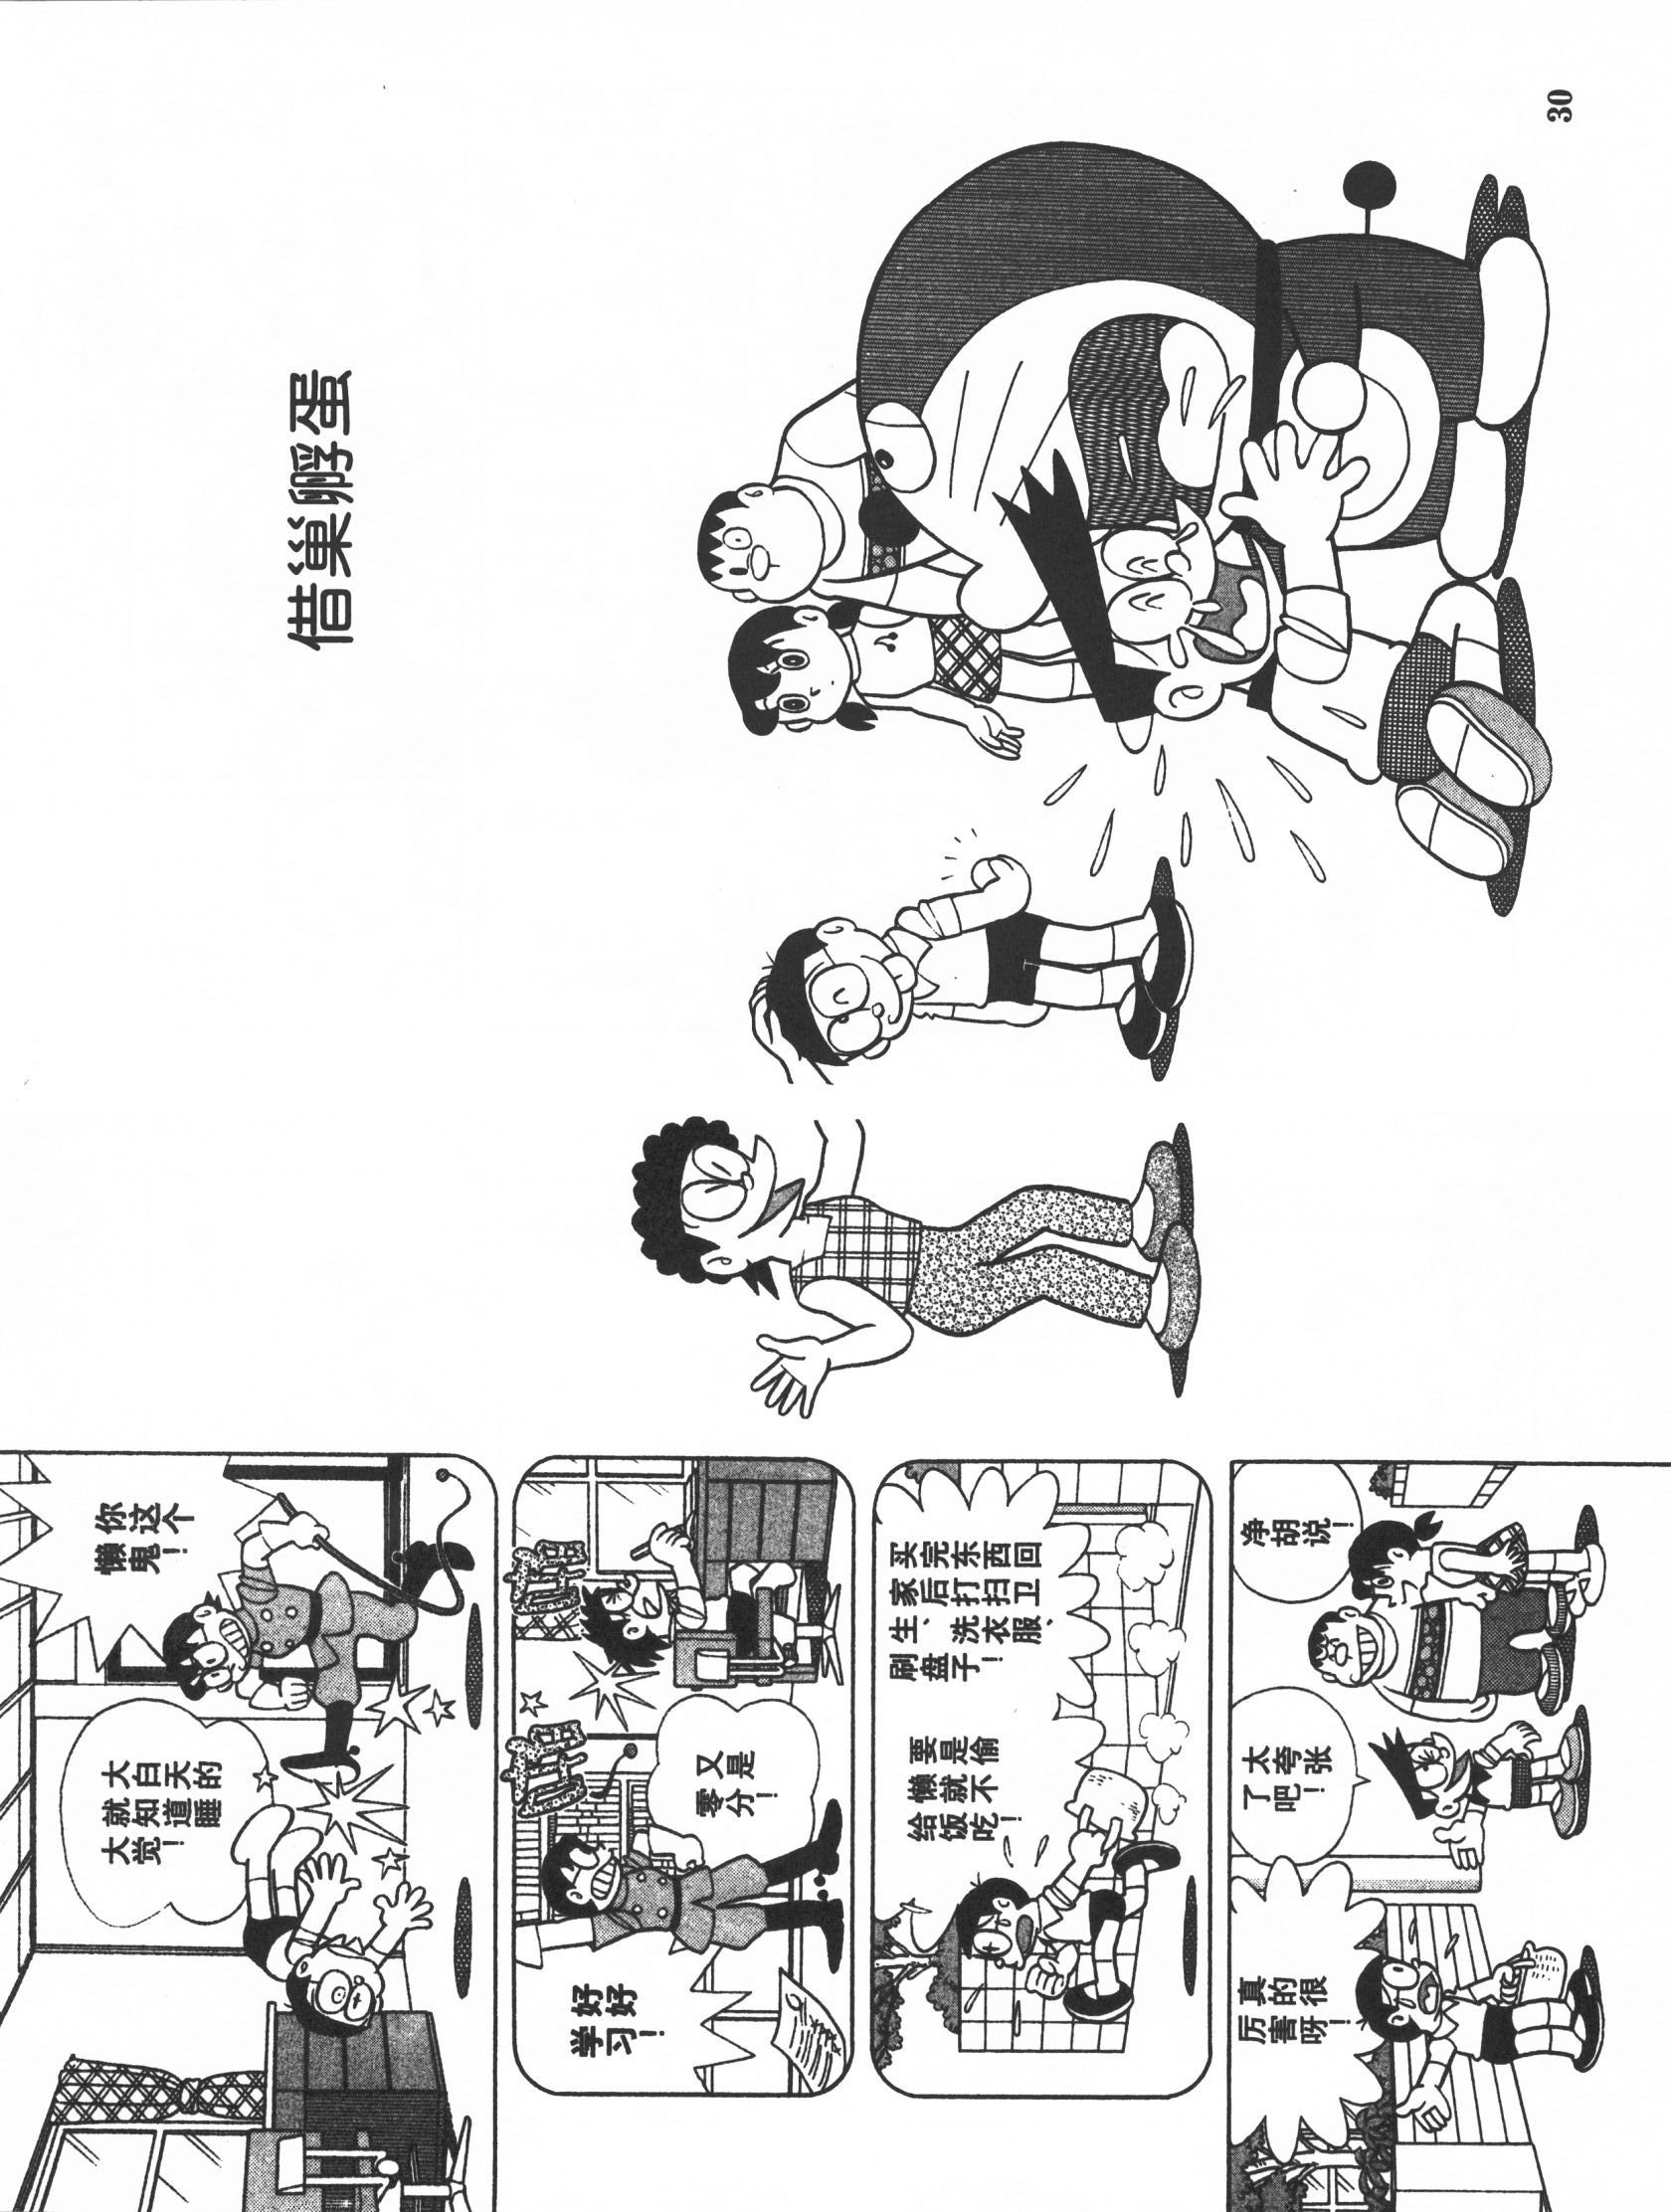 借巢孵蛋
30
你这个
懒鬼！
大白天的
就知道睡
大觉！
啪
啪
又是
零分！
好好
学习！
买完东西回
家后打扫卫
生、洗衣服、
刷盘子！
要是偷
懒就不
给饭吃！
净胡说！
太夸张
了吧！
真的很
厉害呀！